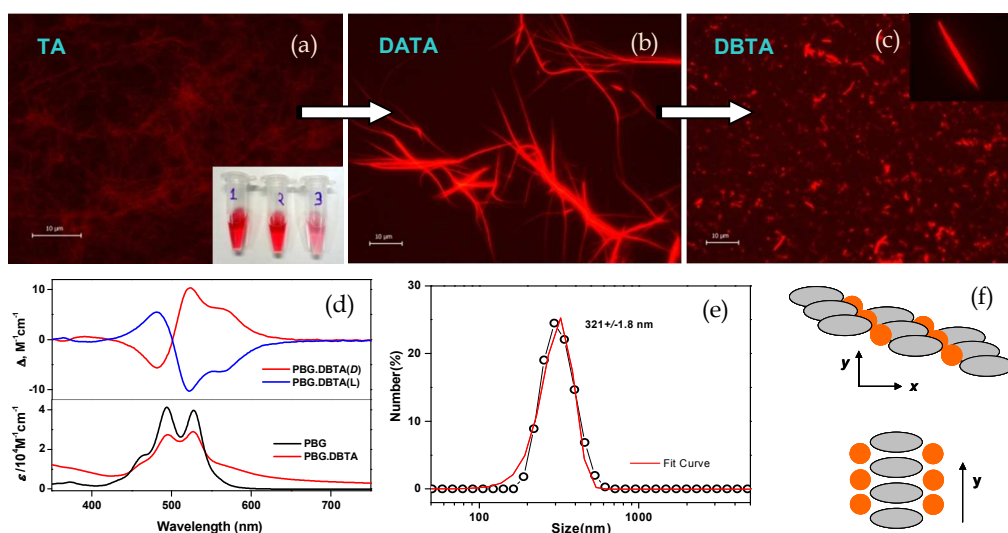 TA
(a)
10 µm
1 2 3
DATA
(b)
10 µm
DBTA
(c)
10 µm
(d)
10
0
-10
Δ, M⁻¹cm⁻¹
PBG.DBTA(D)
PBG.DBTA(L)
4
2
0
ε /10⁴M⁻¹cm⁻¹
PBG
PBG.DBTA
400 500 600 700
Wavelength (nm)
(e)
30
20
10
0
Number(%)
321+/-1.8 nm
Fit Curve
100 1000
Size(nm)
(f)
y
x
y